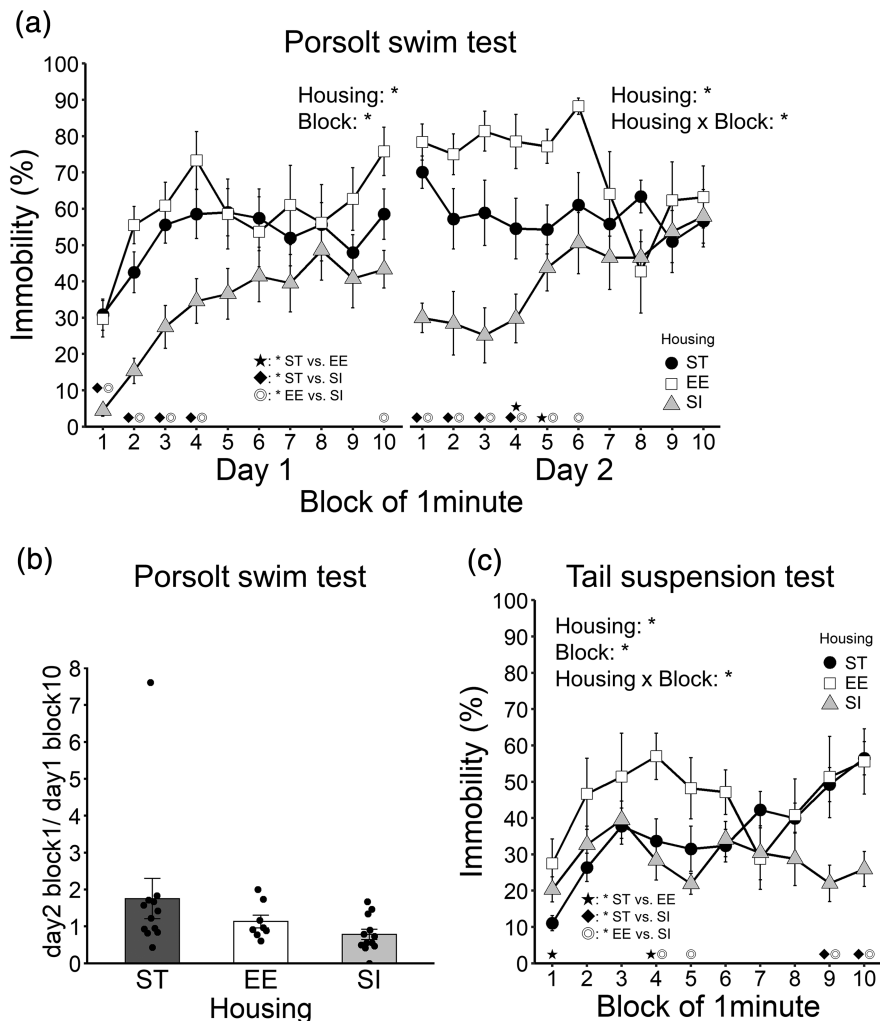 (a)
Porsolt swim test
Immobility (%)
100
90
80
70
60
50
40
30
20
10
0
Housing: *
Block: *
Housing: *
Housing x Block: *
★: * ST vs. EE
◆: * ST vs. SI
◎: * EE vs. SI
Housing
ST
EE
SI
1 2 3 4 5 6 7 8 9 10
1 2 3 4 5 6 7 8 9 10
Day 1
Day 2
Block of 1minute
(b)
Porsolt swim test
day2 block1/ day1 block10
8
7
6
5
4
3
2
1
0
ST EE SI
Housing
(c)
Tail suspension test
Immobility (%)
100
90
80
70
60
50
40
30
20
10
0
Housing: *
Block: *
Housing x Block: *
Housing
ST
EE
SI
★: * ST vs. EE
◆: * ST vs. SI
◎: * EE vs. SI
1 2 3 4 5 6 7 8 9 10
Block of 1minute